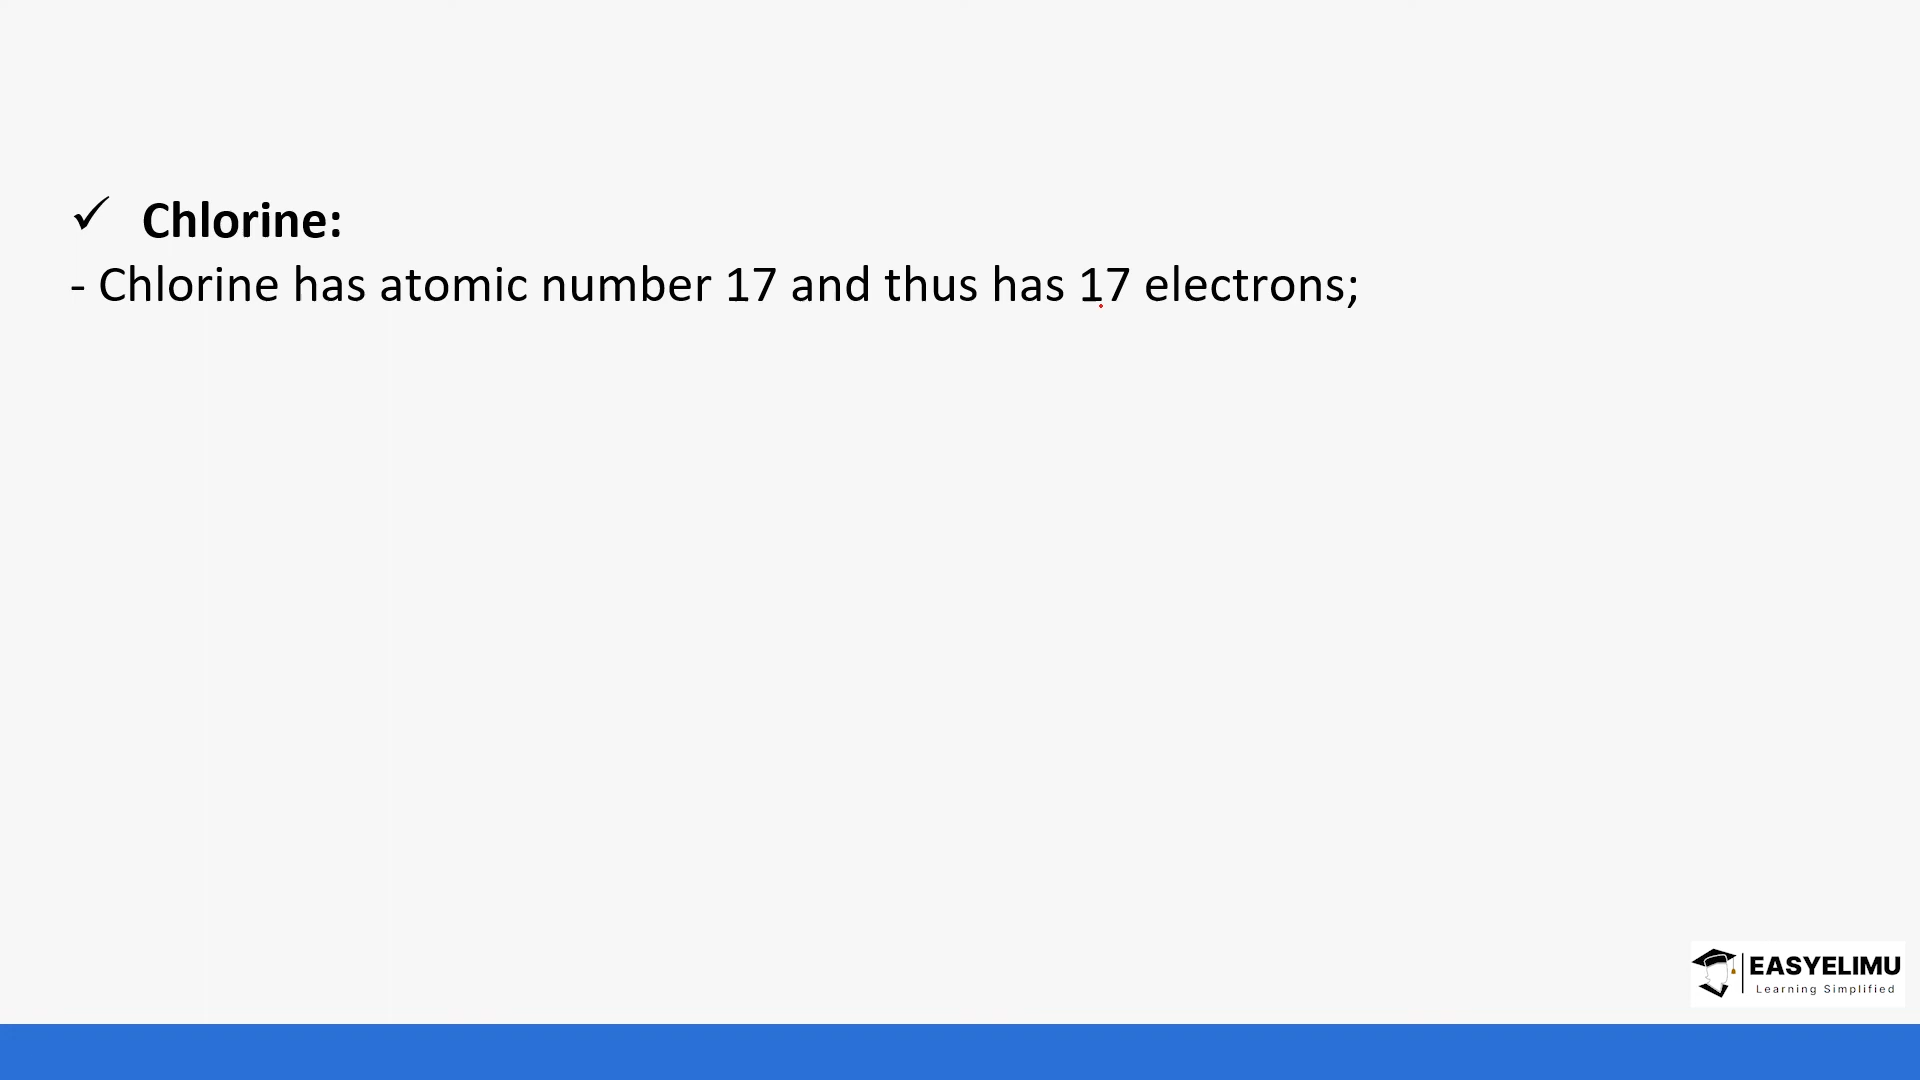 ✓ Chlorine:
- Chlorine has atomic number 17 and thus has 17 electrons;
EASYELIMU
Learning Simplified